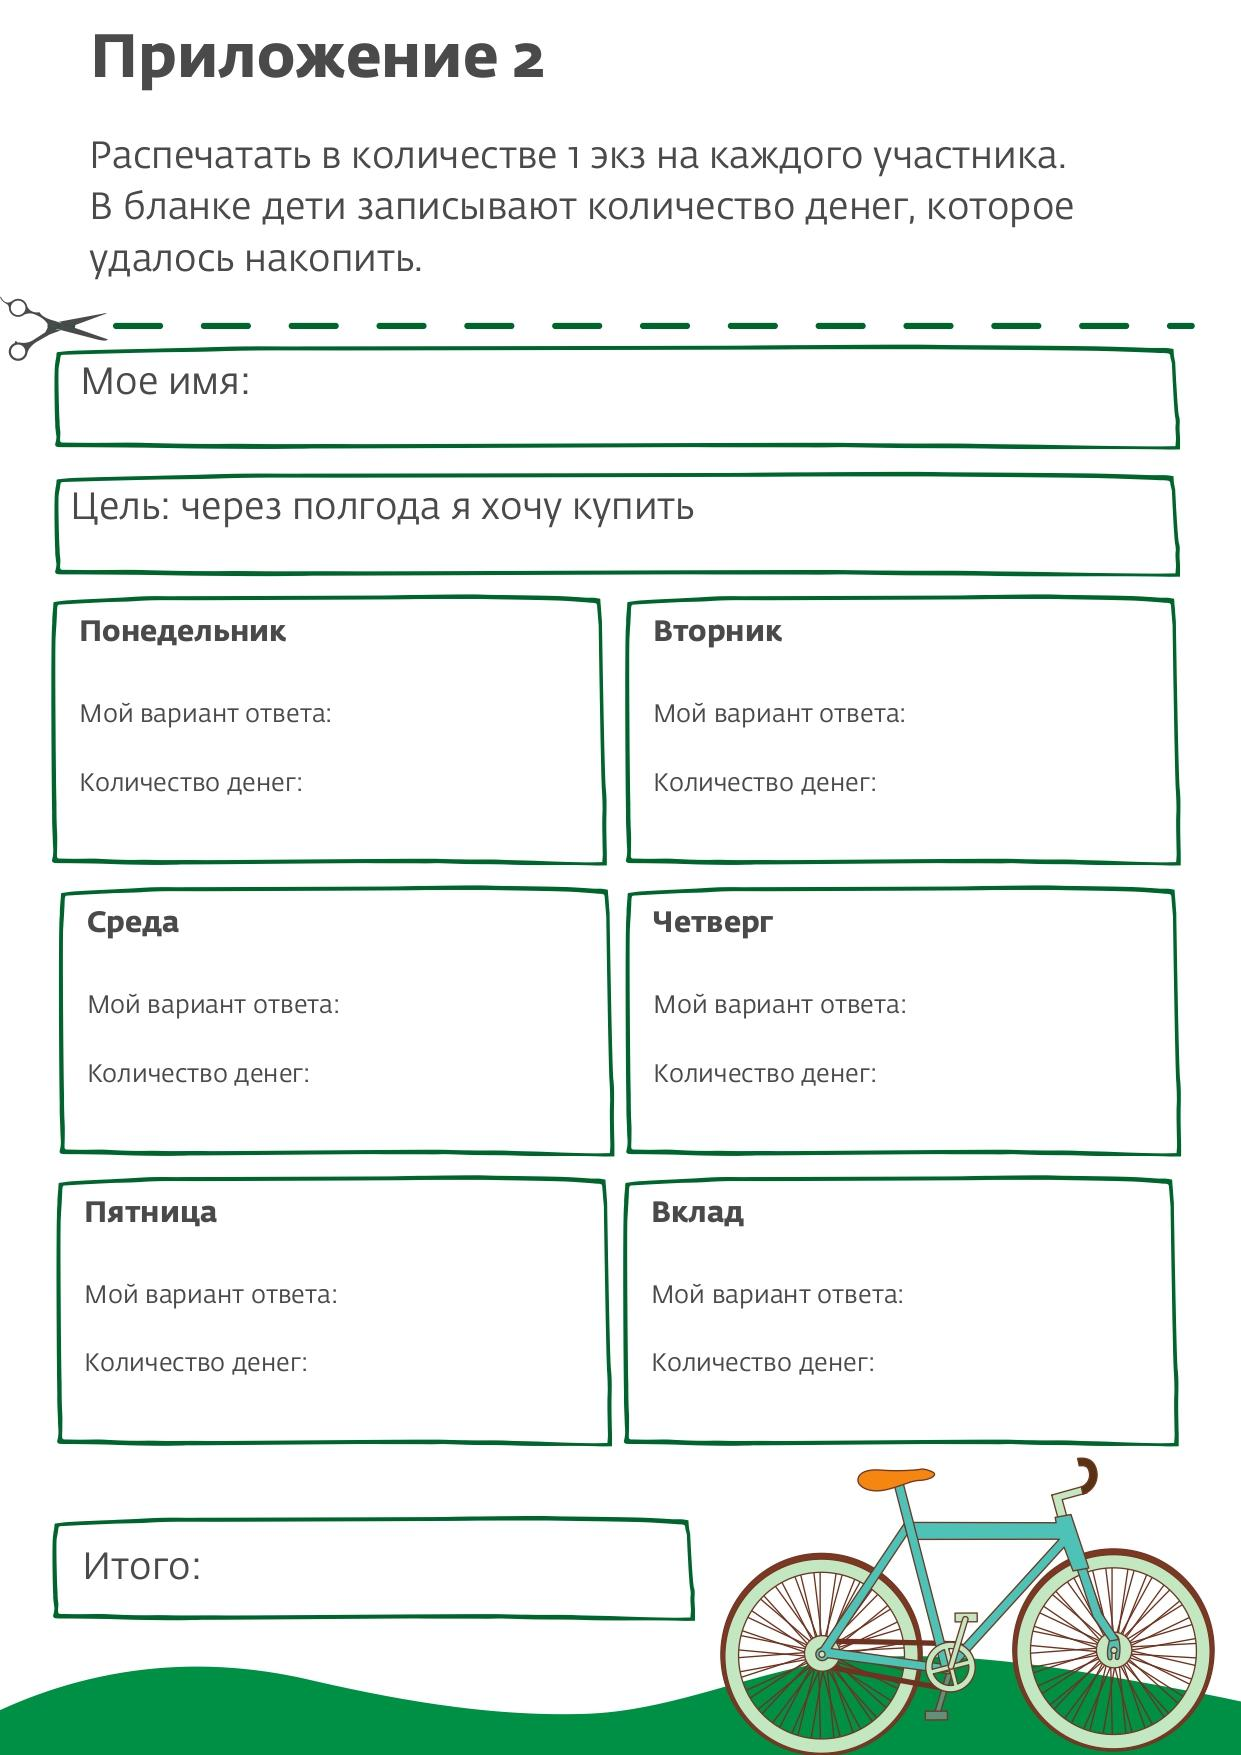 Приложение 2
Распечатать в количестве 1 экз на каждого участника.
В бланке дети записывают количество денег, которое
удалось накопить.
Мое имя:
Цель: через полгода я хочу купить
Понедельник
Мой вариант ответа:
Количество денег:
Вторник
Мой вариант ответа:
Количество денег:
Среда
Мой вариант ответа:
Количество денег:
Четверг
Мой вариант ответа:
Количество денег:
Пятница
Мой вариант ответа:
Количество денег:
Вклад
Мой вариант ответа:
Количество денег:
Итого: